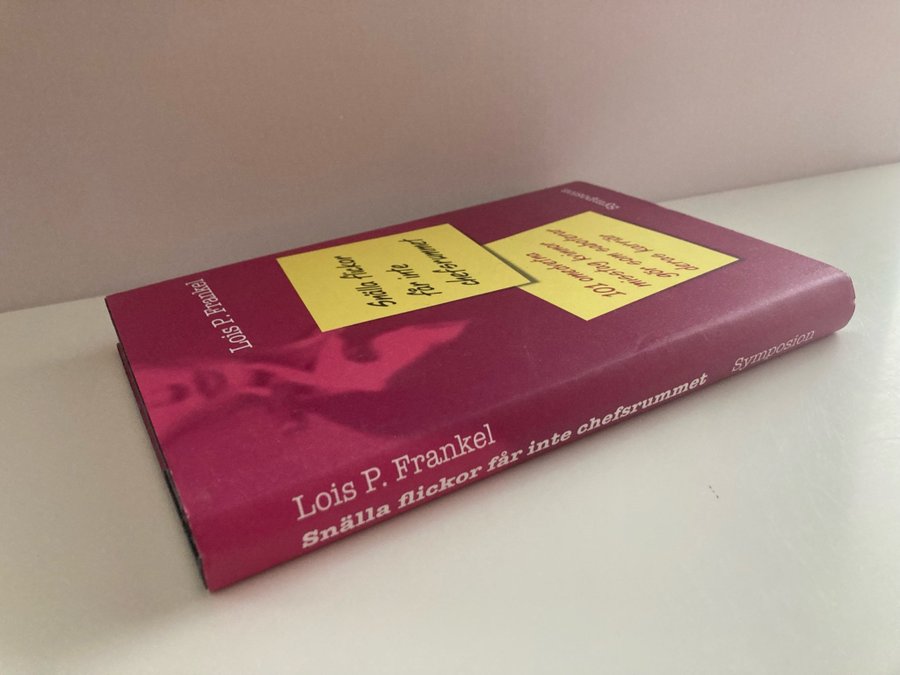 Lois P. Frankel
Snälla flickor
får inte
chefsrummet
101 omedvetna
misstag kvinnor
gör som saboterar
deras karriär
Symposion
Lois P. Frankel
Snälla flickor får inte chefsrummet
Symposion